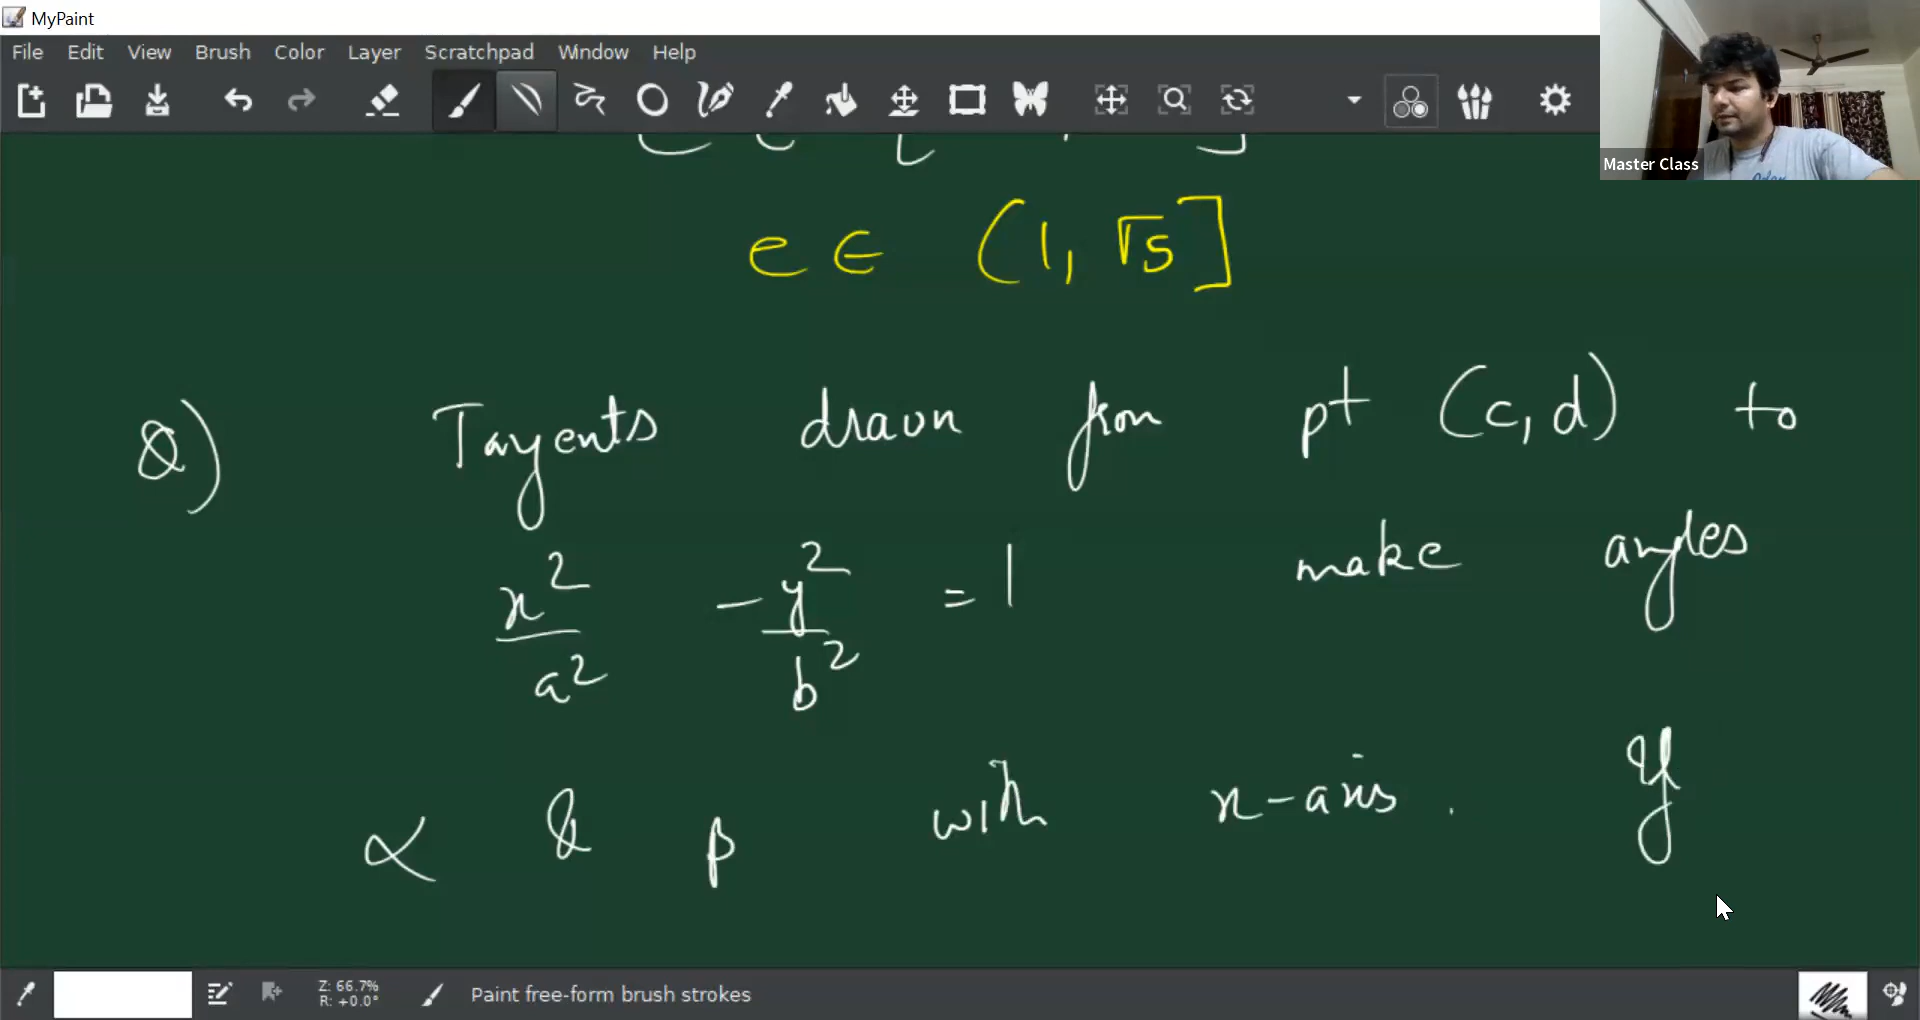 MyPaint
File Edit View Brush Color Layer Scratchpad Window Help
Master Class
e ∈ (1, √5]
Q) Tangents drawn from pt (c, d) to
x²/a² - y²/b² = 1 make angles
α & β with x-axis. If
Z: 66.7%
R: +0.0°
Paint free-form brush strokes